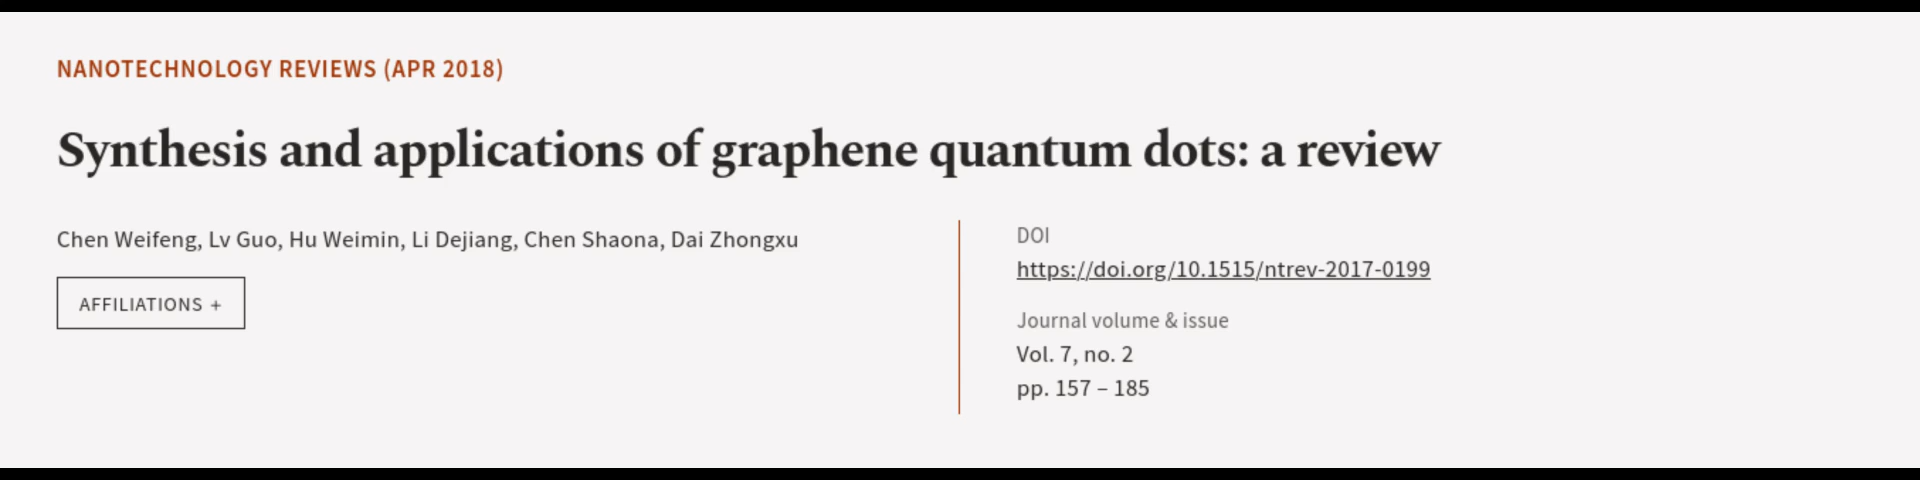 NANOTECHNOLOGY REVIEWS (APR 2018)
Synthesis and applications of graphene quantum dots: a review
Chen Weifeng, Lv Guo, Hu Weimin, Li Dejiang, Chen Shaona, Dai Zhongxu
AFFILIATIONS +
DOI
https://doi.org/10.1515/ntrev-2017-0199
Journal volume & issue
Vol. 7, no. 2
pp. 157 – 185